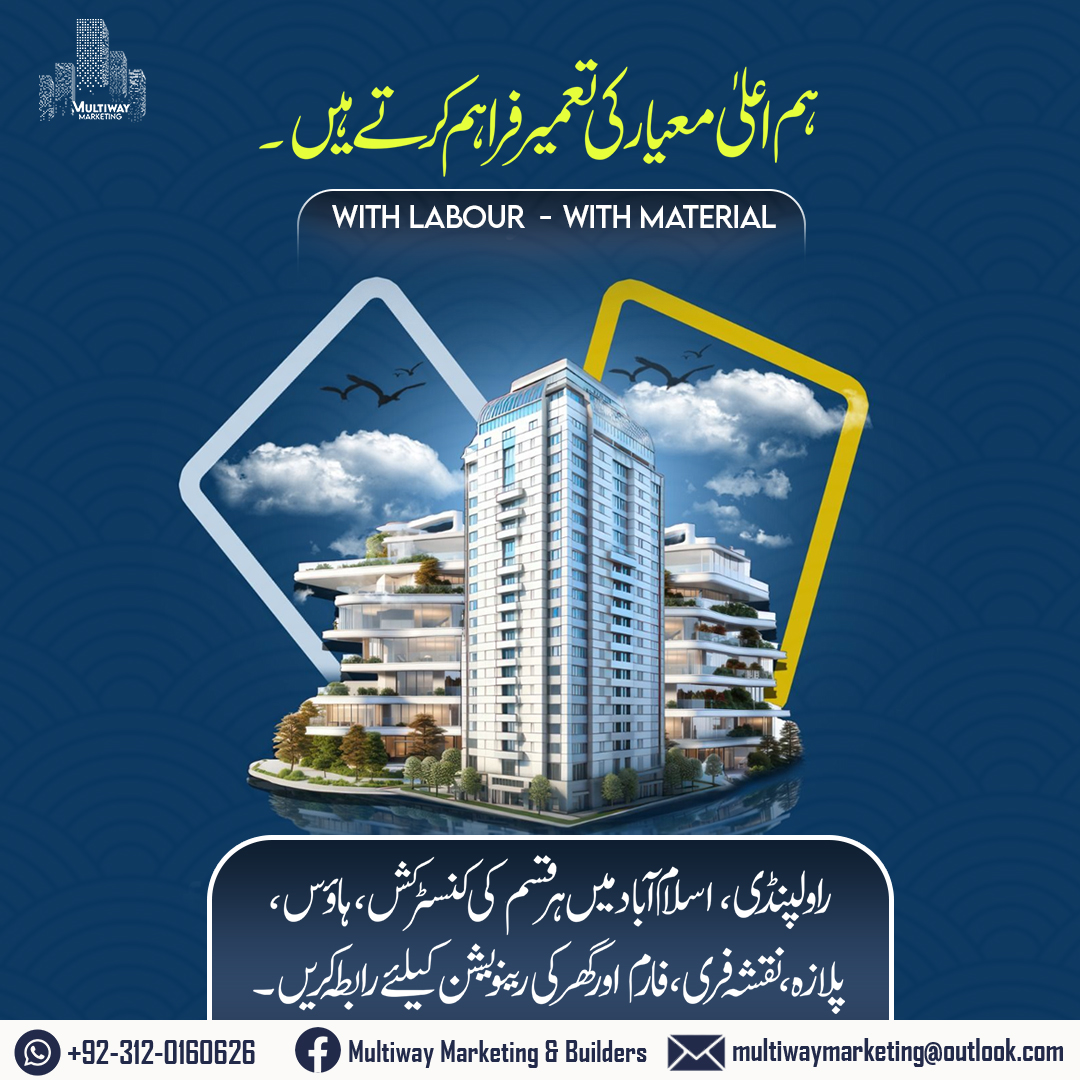 MULTIWAY
MARKETING
ہم اعلیٰ معیار کی تعمیر فراہم کرتے ہیں۔
WITH LABOUR - WITH MATERIAL
راولپنڈی، اسلام آباد میں ہر قسم کی کنسٹرکش، ہاؤس،
پلازہ، نقشہ فری، فارم اور گھر کی رینویشن کیلئے رابطہ کریں۔
+92-312-0160626
Multiway Marketing & Builders
multiwaymarketing@outlook.com